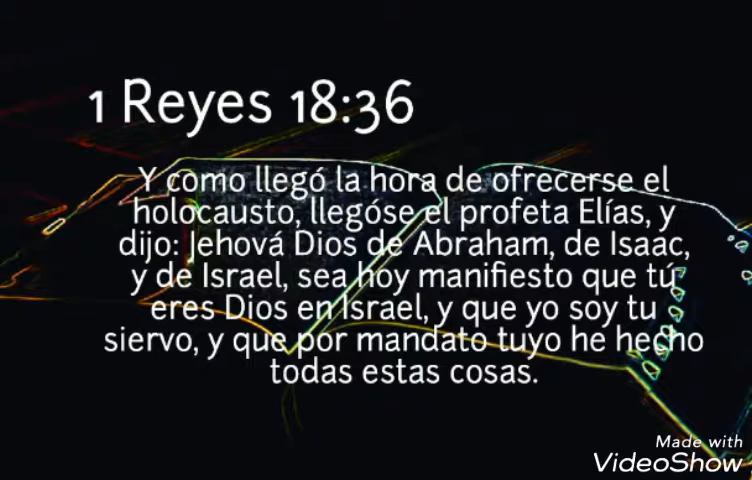 1 Reyes 18:36
Y como llegó la hora de ofrecerse el
holocausto, llegóse el profeta Elías, y
dijo: Jehová Dios de Abraham, de Isaac,
y de Israel, sea hoy manifiesto que tú
eres Dios en Israel, y que yo soy tu
siervo, y que por mandato tuyo he hecho
todas estas cosas.
Made with
VideoShow